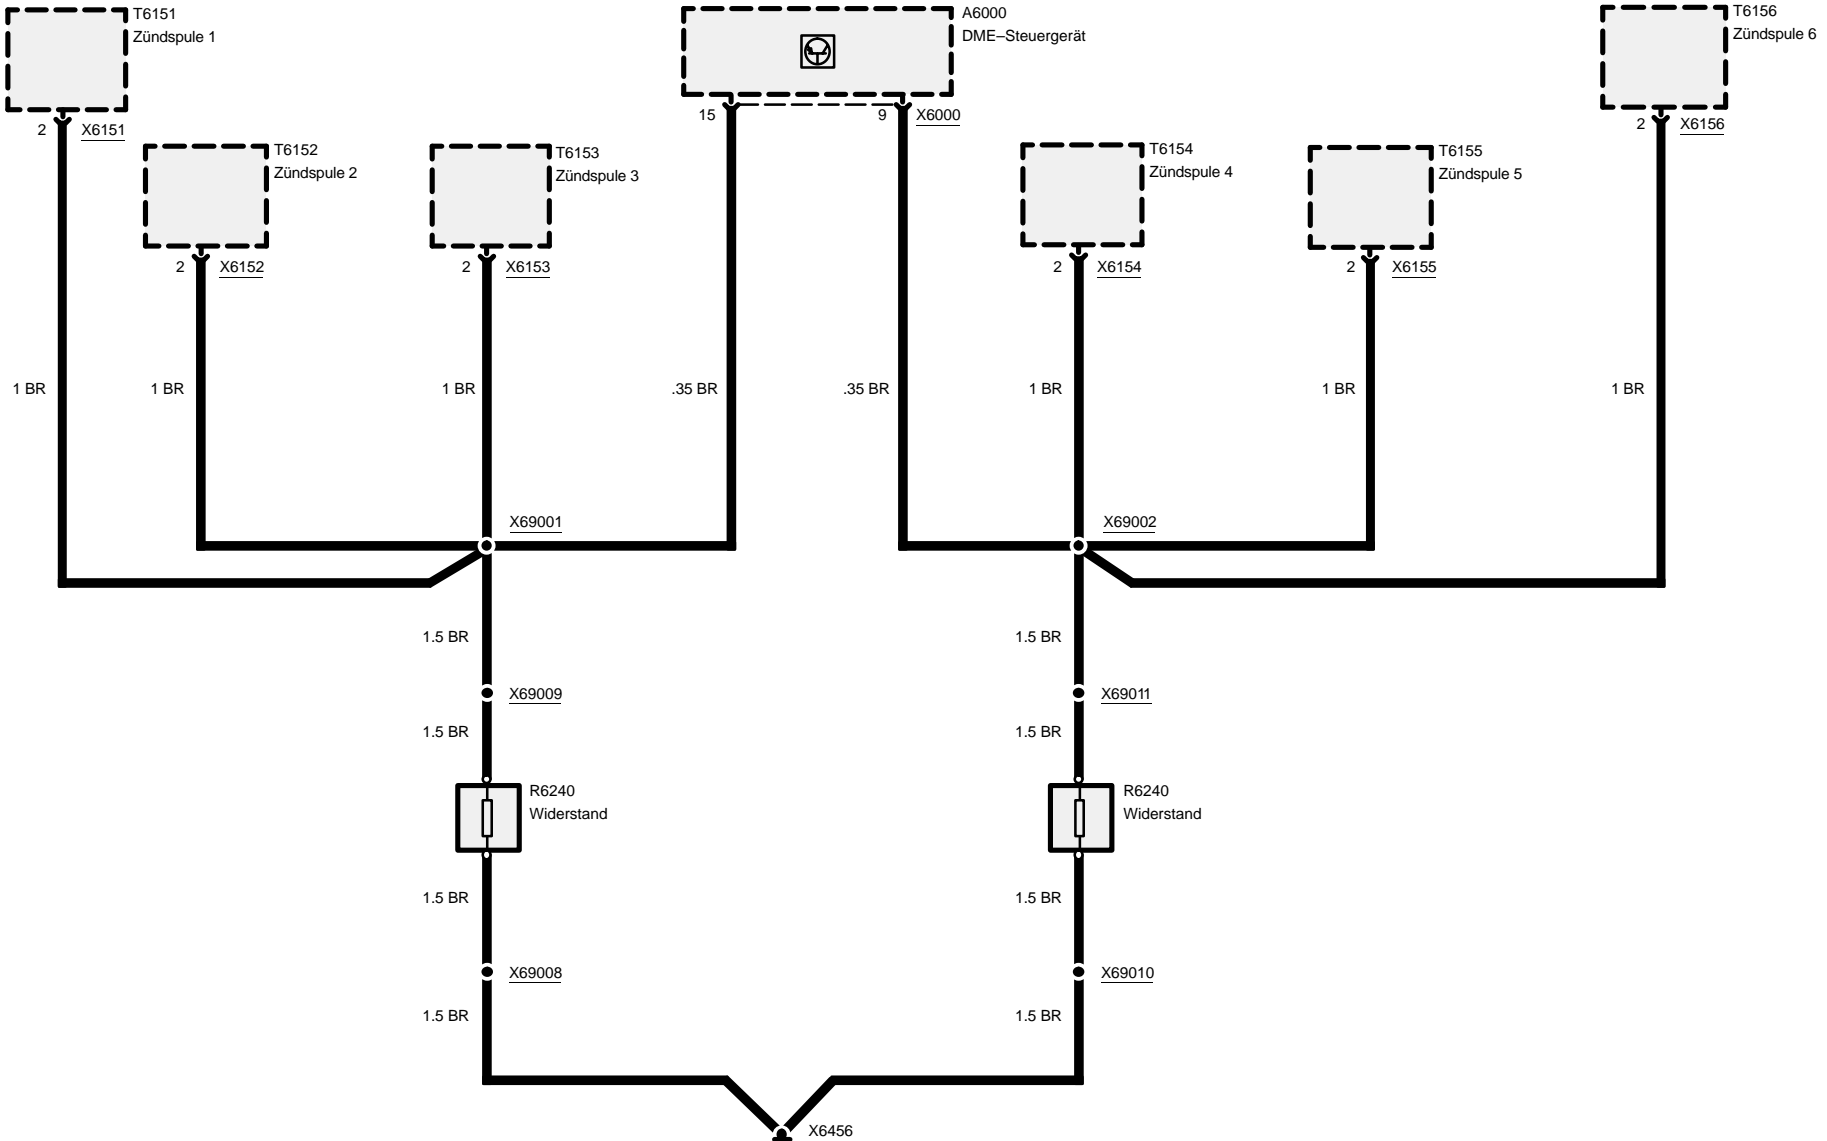 T6151
Zündspule 1
A6000
DME–Steuergerät
T6156
Zündspule 6
15
9
X6000
2
X6151
2
X6156
T6152
Zündspule 2
T6153
Zündspule 3
T6154
Zündspule 4
T6155
Zündspule 5
2
X6152
2
X6153
2
X6154
2
X6155
1 BR
1 BR
1 BR
.35 BR
.35 BR
1 BR
1 BR
1 BR
X69001
X69002
1.5 BR
1.5 BR
X69009
X69011
1.5 BR
1.5 BR
R6240
Widerstand
R6240
Widerstand
1.5 BR
1.5 BR
X69008
X69010
1.5 BR
1.5 BR
X6456